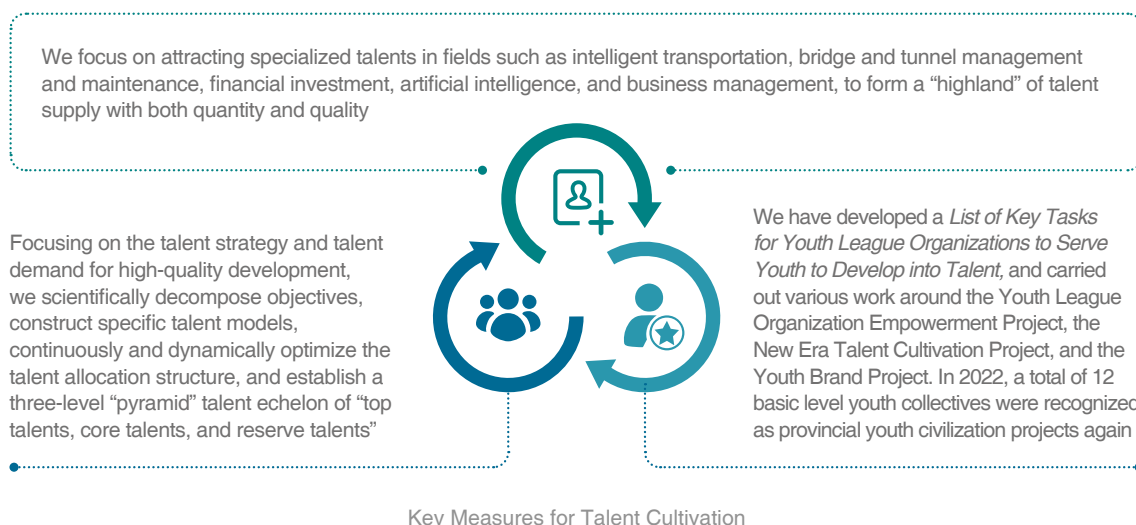 We focus on attracting specialized talents in fields such as intelligent transportation, bridge and tunnel management
and maintenance, financial investment, artificial intelligence, and business management, to form a “highland” of talent
supply with both quantity and quality
Focusing on the talent strategy and talent
demand for high-quality development,
we scientifically decompose objectives,
construct specific talent models,
continuously and dynamically optimize the
talent allocation structure, and establish a
three-level “pyramid” talent echelon of “top
talents, core talents, and reserve talents”
We have developed a List of Key Tasks
for Youth League Organizations to Serve
Youth to Develop into Talent, and carried
out various work around the Youth League
Organization Empowerment Project, the
New Era Talent Cultivation Project, and the
Youth Brand Project. In 2022, a total of 12
basic level youth collectives were recognized
as provincial youth civilization projects again
Key Measures for Talent Cultivation